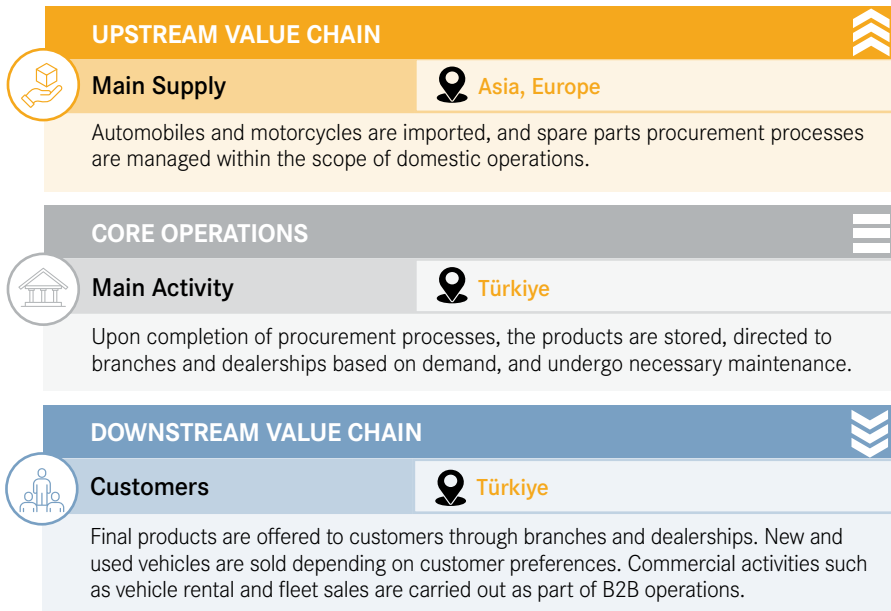 UPSTREAM VALUE CHAIN
Main Supply
Asia, Europe
Automobiles and motorcycles are imported, and spare parts procurement processes
are managed within the scope of domestic operations.
CORE OPERATIONS
Main Activity
Türkiye
Upon completion of procurement processes, the products are stored, directed to
branches and dealerships based on demand, and undergo necessary maintenance.
DOWNSTREAM VALUE CHAIN
Customers
Türkiye
Final products are offered to customers through branches and dealerships. New and
used vehicles are sold depending on customer preferences. Commercial activities such
as vehicle rental and fleet sales are carried out as part of B2B operations.